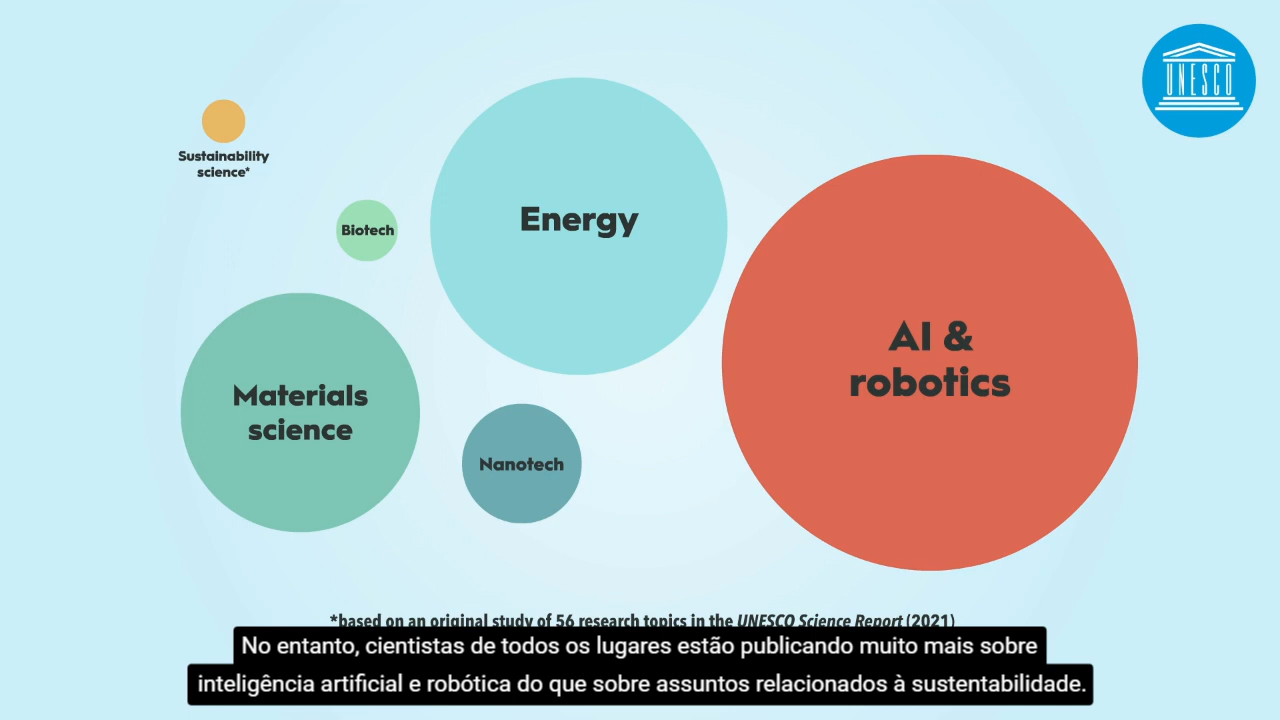 UNESCO
Sustainability
science*
Biotech
Energy
AI &
robotics
Materials
science
Nanotech
*based on an original study of 56 research topics in the UNESCO Science Report (2021)
No entanto, cientistas de todos os lugares estão publicando muito mais sobre
inteligência artificial e robótica do que sobre assuntos relacionados à sustentabilidade.